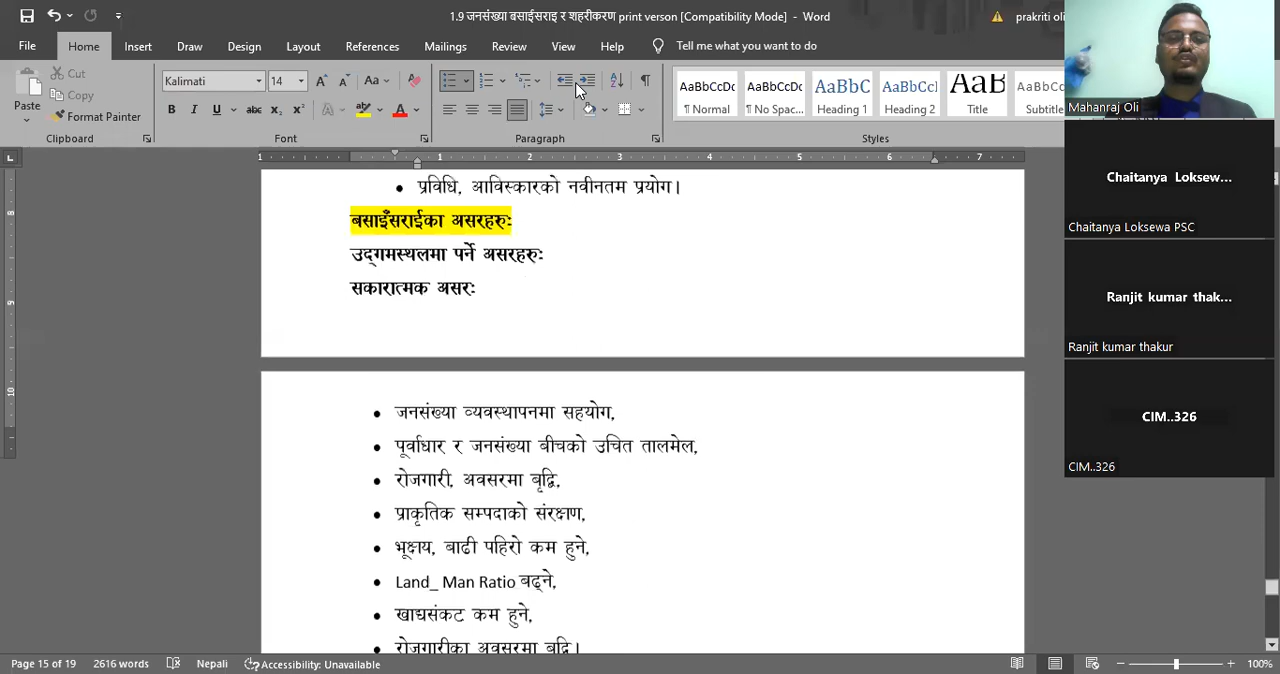 1.9 जनसंख्या बसाईसराइ र शहरीकरण print verson [Compatibility Mode] - Word
prakriti oli
File Home Insert Draw Design Layout References Mailings Review View Help Tell me what you want to do
Cut
Copy
Format Painter
Paste
Kalimati 14
AaBbCcDc AaBbCcDc AaBbC AaBbCcl AaB
¶ Normal ¶ No Spac... Heading 1 Heading 2 Title Subtitle
Clipboard Font Paragraph Styles
प्रविधि, आविस्कारको नवीनतम प्रयोग।
बसाइँसराईका असरहरुः
उद्‌गमस्थलमा पर्ने असरहरुः
सकारात्मक असरः
• जनसंख्या व्यवस्थापनमा सहयोग,
• पूर्वाधार र जनसंख्या बीचको उचित तालमेल,
• रोजगारी, अवसरमा बृद्वि,
• प्राकृतिक सम्पदाको संरक्षण,
• भूक्षय, बाढी पहिरो कम हुने,
• Land_ Man Ratio बढ्ने,
• खाद्यसंकट कम हुने,
• रोजगारीका अवसरमा बृद्वि।
Mahanraj Oli
Chaitanya Loksew...
Chaitanya Loksewa PSC
Ranjit kumar thak...
Ranjit kumar thakur
CIM..326
CIM..326
Page 15 of 19 2616 words Nepali Accessibility: Unavailable 100%